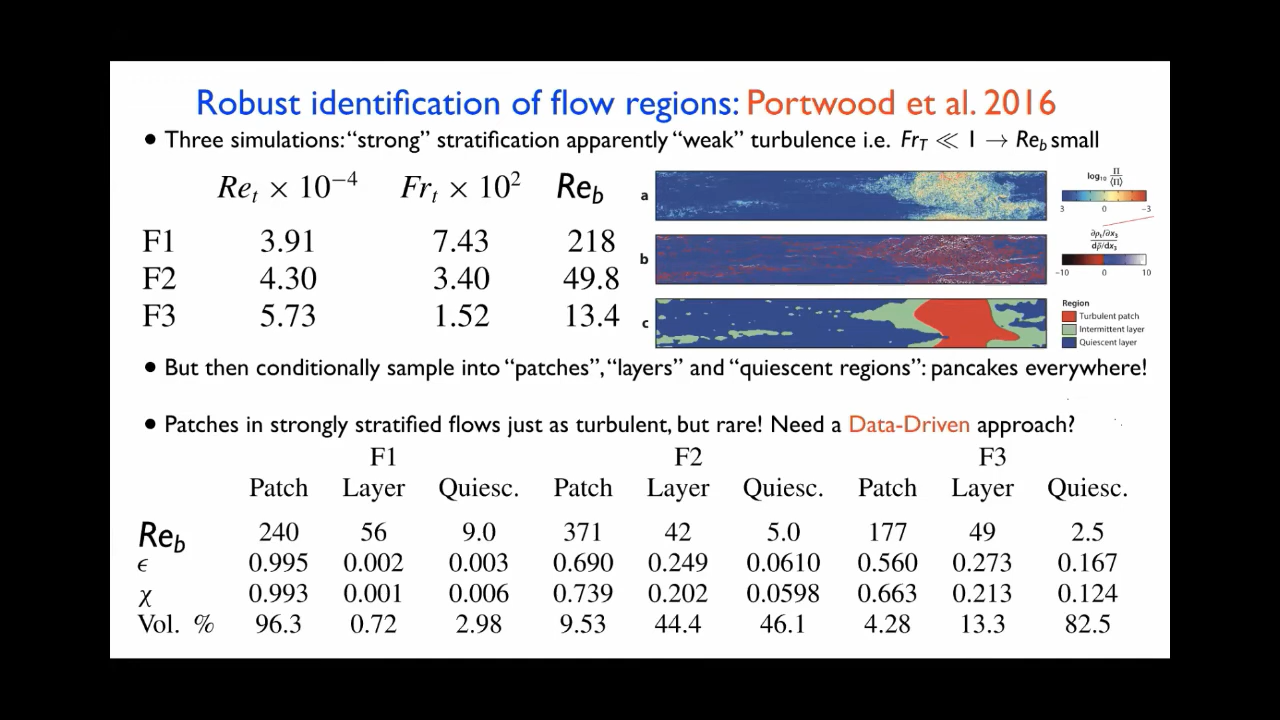 Robust identification of flow regions: Portwood et al. 2016
• Three simulations: “strong” stratification apparently “weak” turbulence i.e. Fr_T ≪ 1 → Re_b small
Re_t × 10^−4 Fr_t × 10^2 Re_b
F1 3.91 7.43 218
F2 4.30 3.40 49.8
F3 5.73 1.52 13.4
a
log₁₀ Π/⟨Π⟩
3 0 −3
b
∂ρ_t/∂x₃
dρ̄/dx₃
−10 0 10
c
Region
Turbulent patch
Intermittent layer
Quiescent layer
• But then conditionally sample into “patches”, “layers” and “quiescent regions”: pancakes everywhere!
• Patches in strongly stratified flows just as turbulent, but rare! Need a Data-Driven approach?
F1 F2 F3
Patch Layer Quiesc. Patch Layer Quiesc. Patch Layer Quiesc.
Re_b 240 56 9.0 371 42 5.0 177 49 2.5
ϵ 0.995 0.002 0.003 0.690 0.249 0.0610 0.560 0.273 0.167
χ 0.993 0.001 0.006 0.739 0.202 0.0598 0.663 0.213 0.124
Vol. % 96.3 0.72 2.98 9.53 44.4 46.1 4.28 13.3 82.5